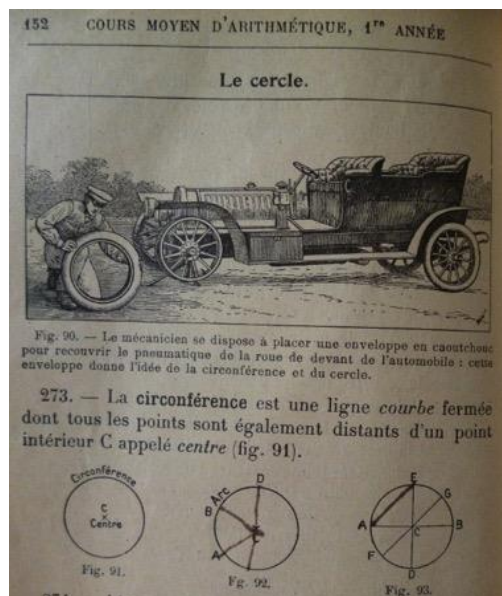 152 COURS MOYEN D'ARITHMÉTIQUE, 1re ANNÉE
Le cercle.
Fig. 90. — Le mécanicien se dispose à placer une enveloppe en caoutchouc
pour recouvrir le pneumatique de la roue de devant de l'automobile : cette
enveloppe donne l'idée de la circonférence et du cercle.
273. — La circonférence est une ligne courbe fermée
dont tous les points sont également distants d'un point
intérieur C appelé centre (fig. 91).
Circonférence
C
Centre
Fig. 91.
D
Arc
B
A
Fg. 92.
E
G
A
C
B
F
D
Fig. 93.